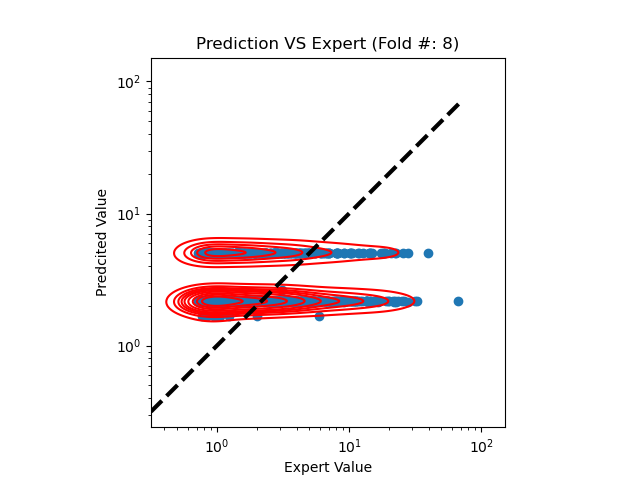 Prediction VS Expert (Fold #: 8)
10²
10¹
10⁰
Predcited Value
10⁰ 10¹ 10²
Expert Value